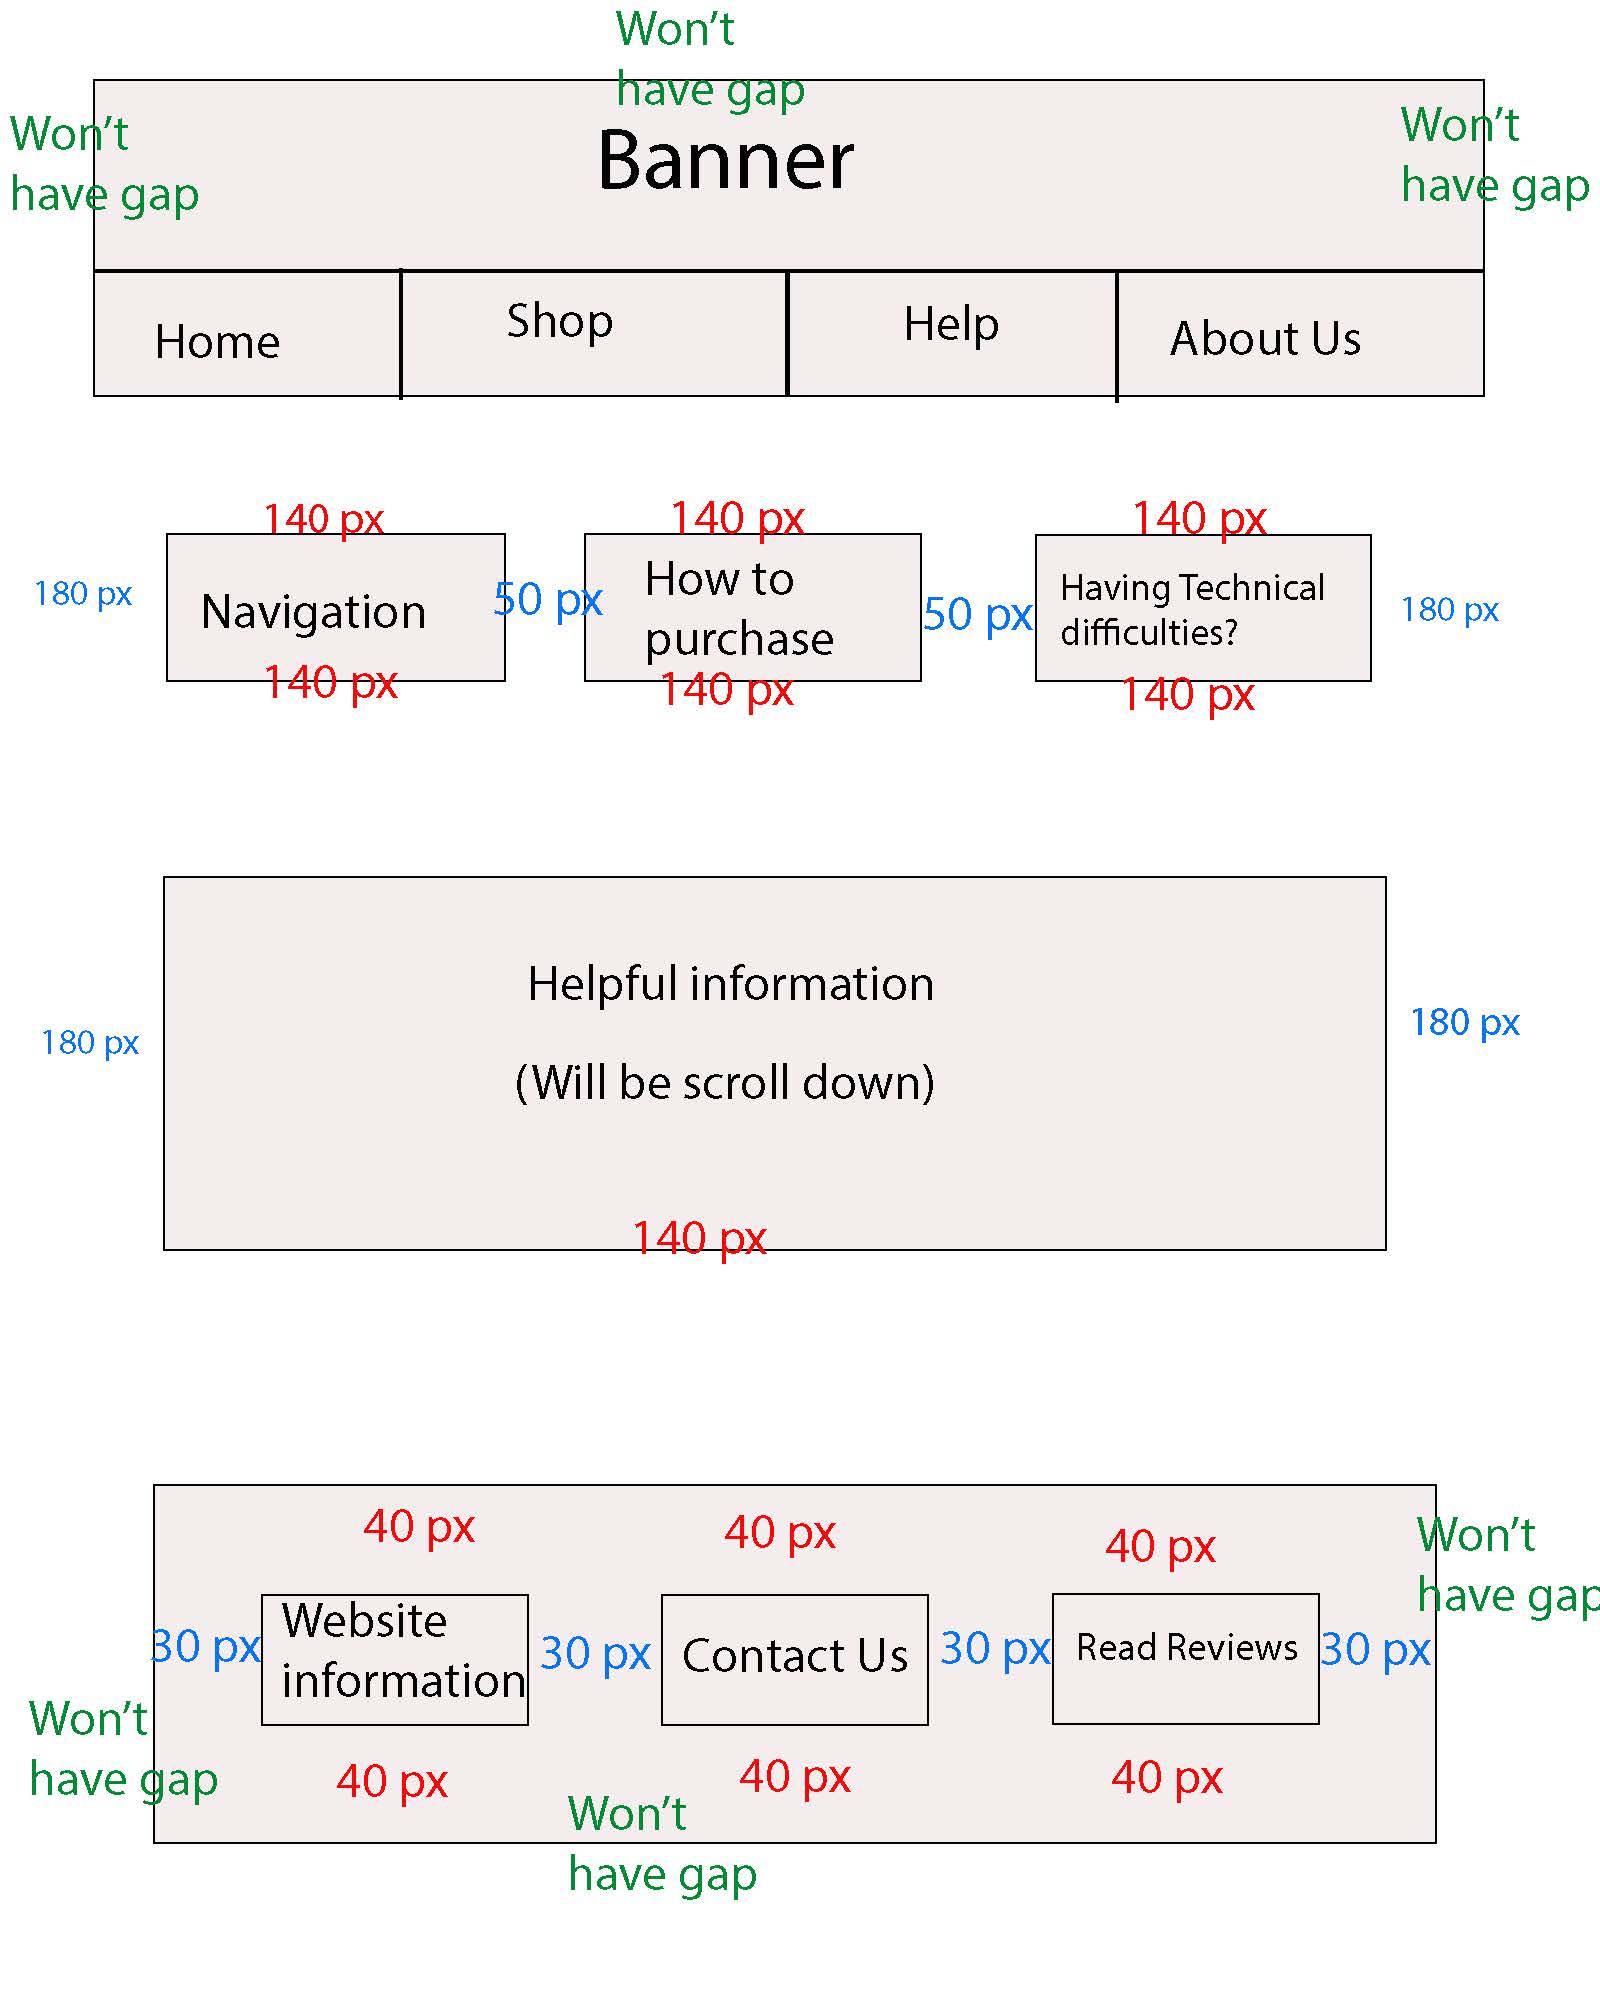 Won't
have gap
Won't
have gap
Won't
have gap
Banner
Home
Shop
Help
About Us
140 px
140 px
140 px
180 px
Navigation
50 px
How to
purchase
50 px
Having Technical
difficulties?
180 px
140 px
140 px
140 px
Helpful information
180 px
180 px
(Will be scroll down)
140 px
40 px
40 px
40 px
Won't
have gap
30 px
Website
information
30 px
Contact Us
30 px
Read Reviews
30 px
Won't
have gap
40 px
40 px
40 px
Won't
have gap